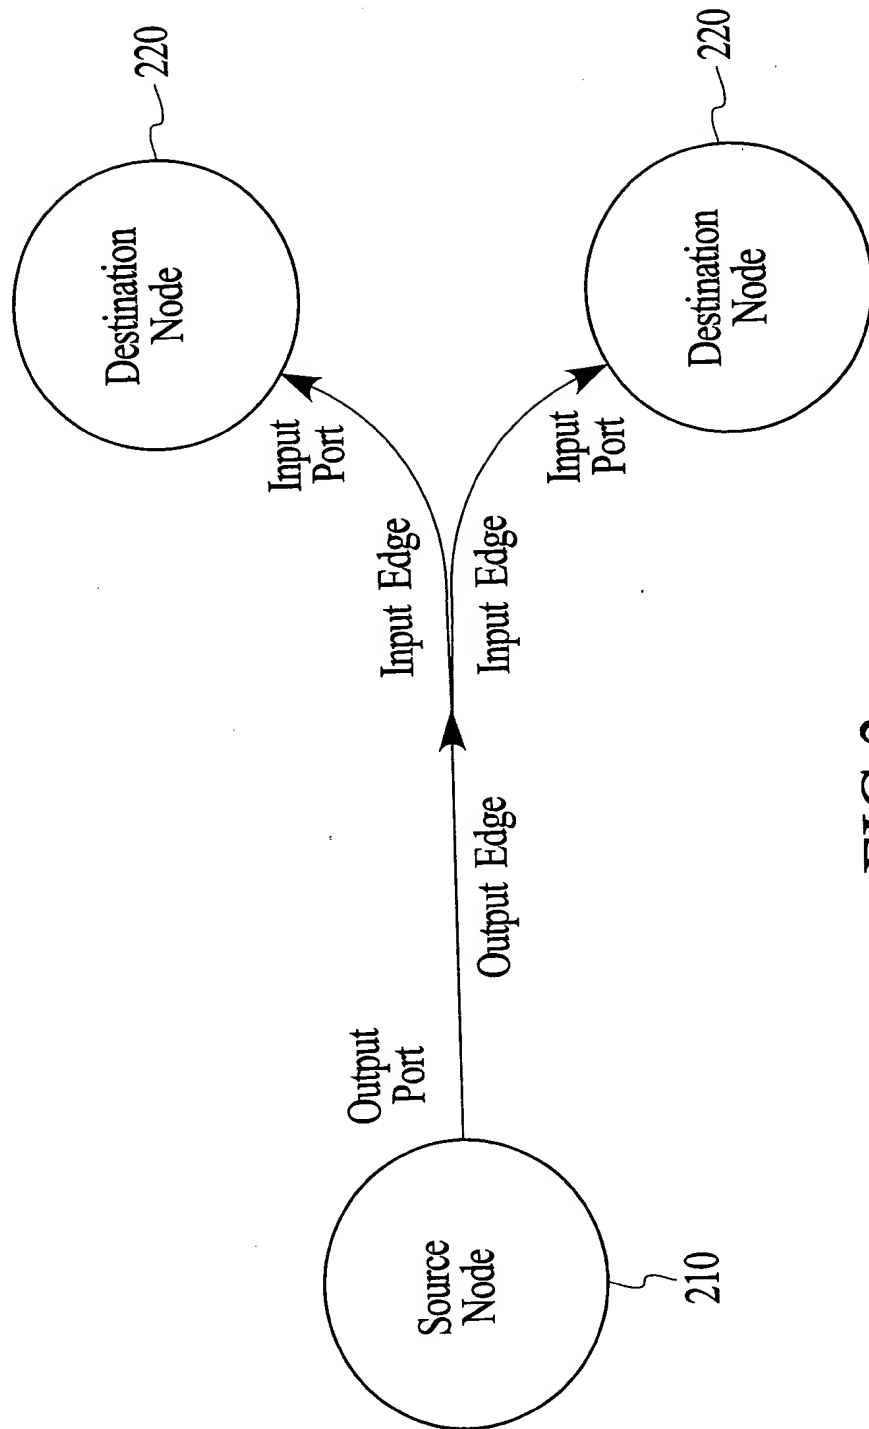 Source
Node
210
Output
Port
Output Edge
Input Edge
Input Edge
Input
Port
Input
Port
Destination
Node
220
Destination
Node
220